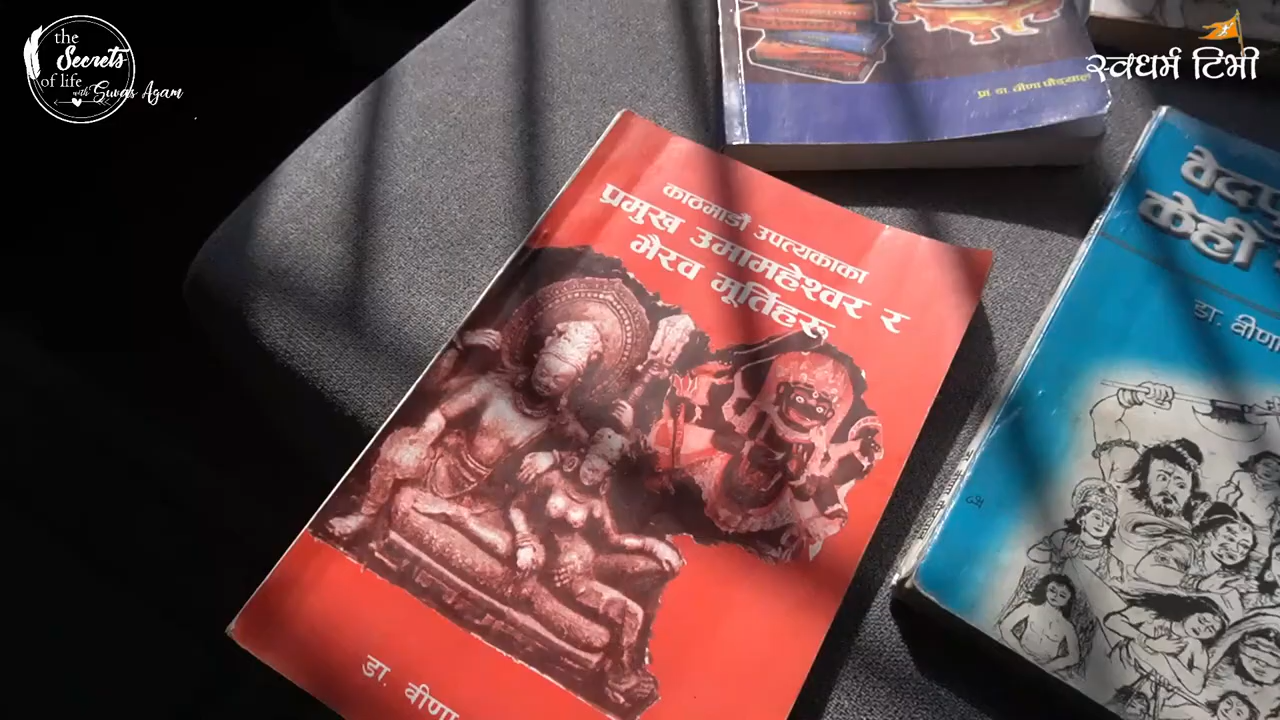 the
Secrets
of life
with Suvas Agam
स्वधर्म टिभी
प्रा डा. वीणा पौड्याल
काठमाडौं उपत्यकाका
प्रमुख उमामहेश्वर र
भैरव मूर्तिहरू
डा. वीणा
केही
डा. वीणा